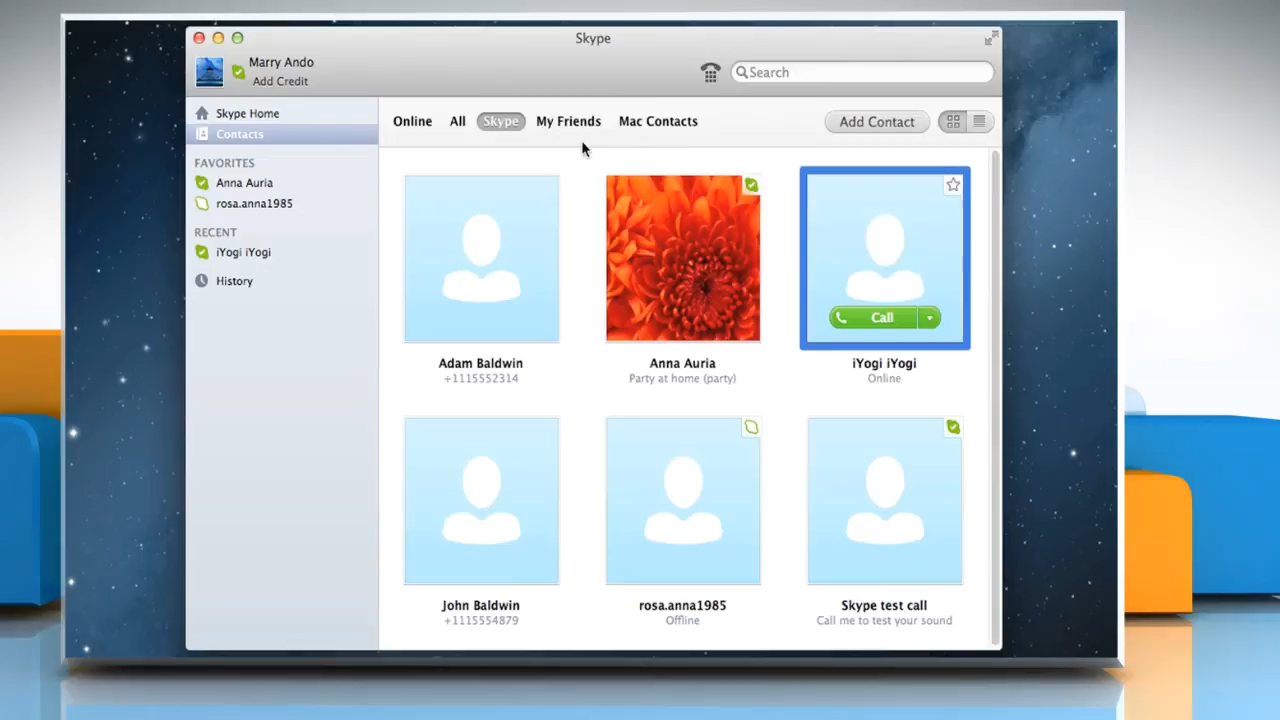 Skype
Marry Ando
Add Credit
Search
Skype Home
Contacts
FAVORITES
Anna Auria
rosa.anna1985
RECENT
iYogi iYogi
History
Online All Skype My Friends Mac Contacts Add Contact
Call
Adam Baldwin
+1115552314
Anna Auria
Party at home (party)
iYogi iYogi
Online
John Baldwin
+1115554879
rosa.anna1985
Offline
Skype test call
Call me to test your sound